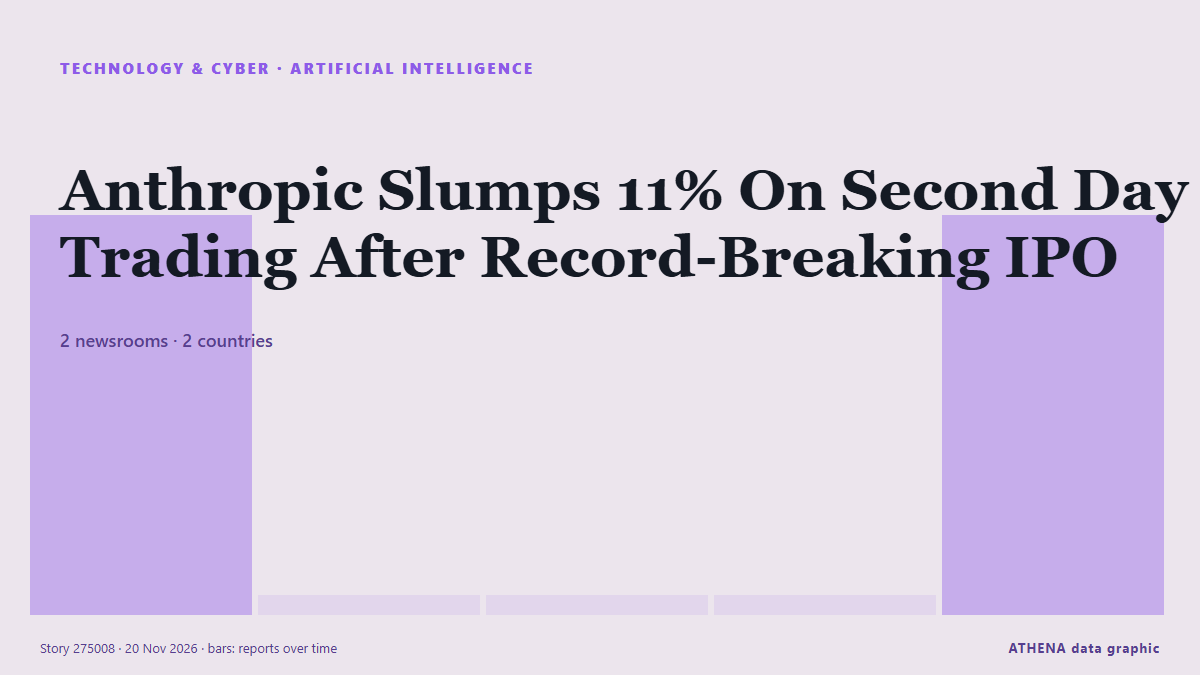 TECHNOLOGY & CYBER · ARTIFICIAL INTELLIGENCE
Anthropic Slumps 11% On Second Day
Trading After Record-Breaking IPO
2 newsrooms · 2 countries
Story 275008 · 20 Nov 2026 · bars: reports over time
ATHENA data graphic